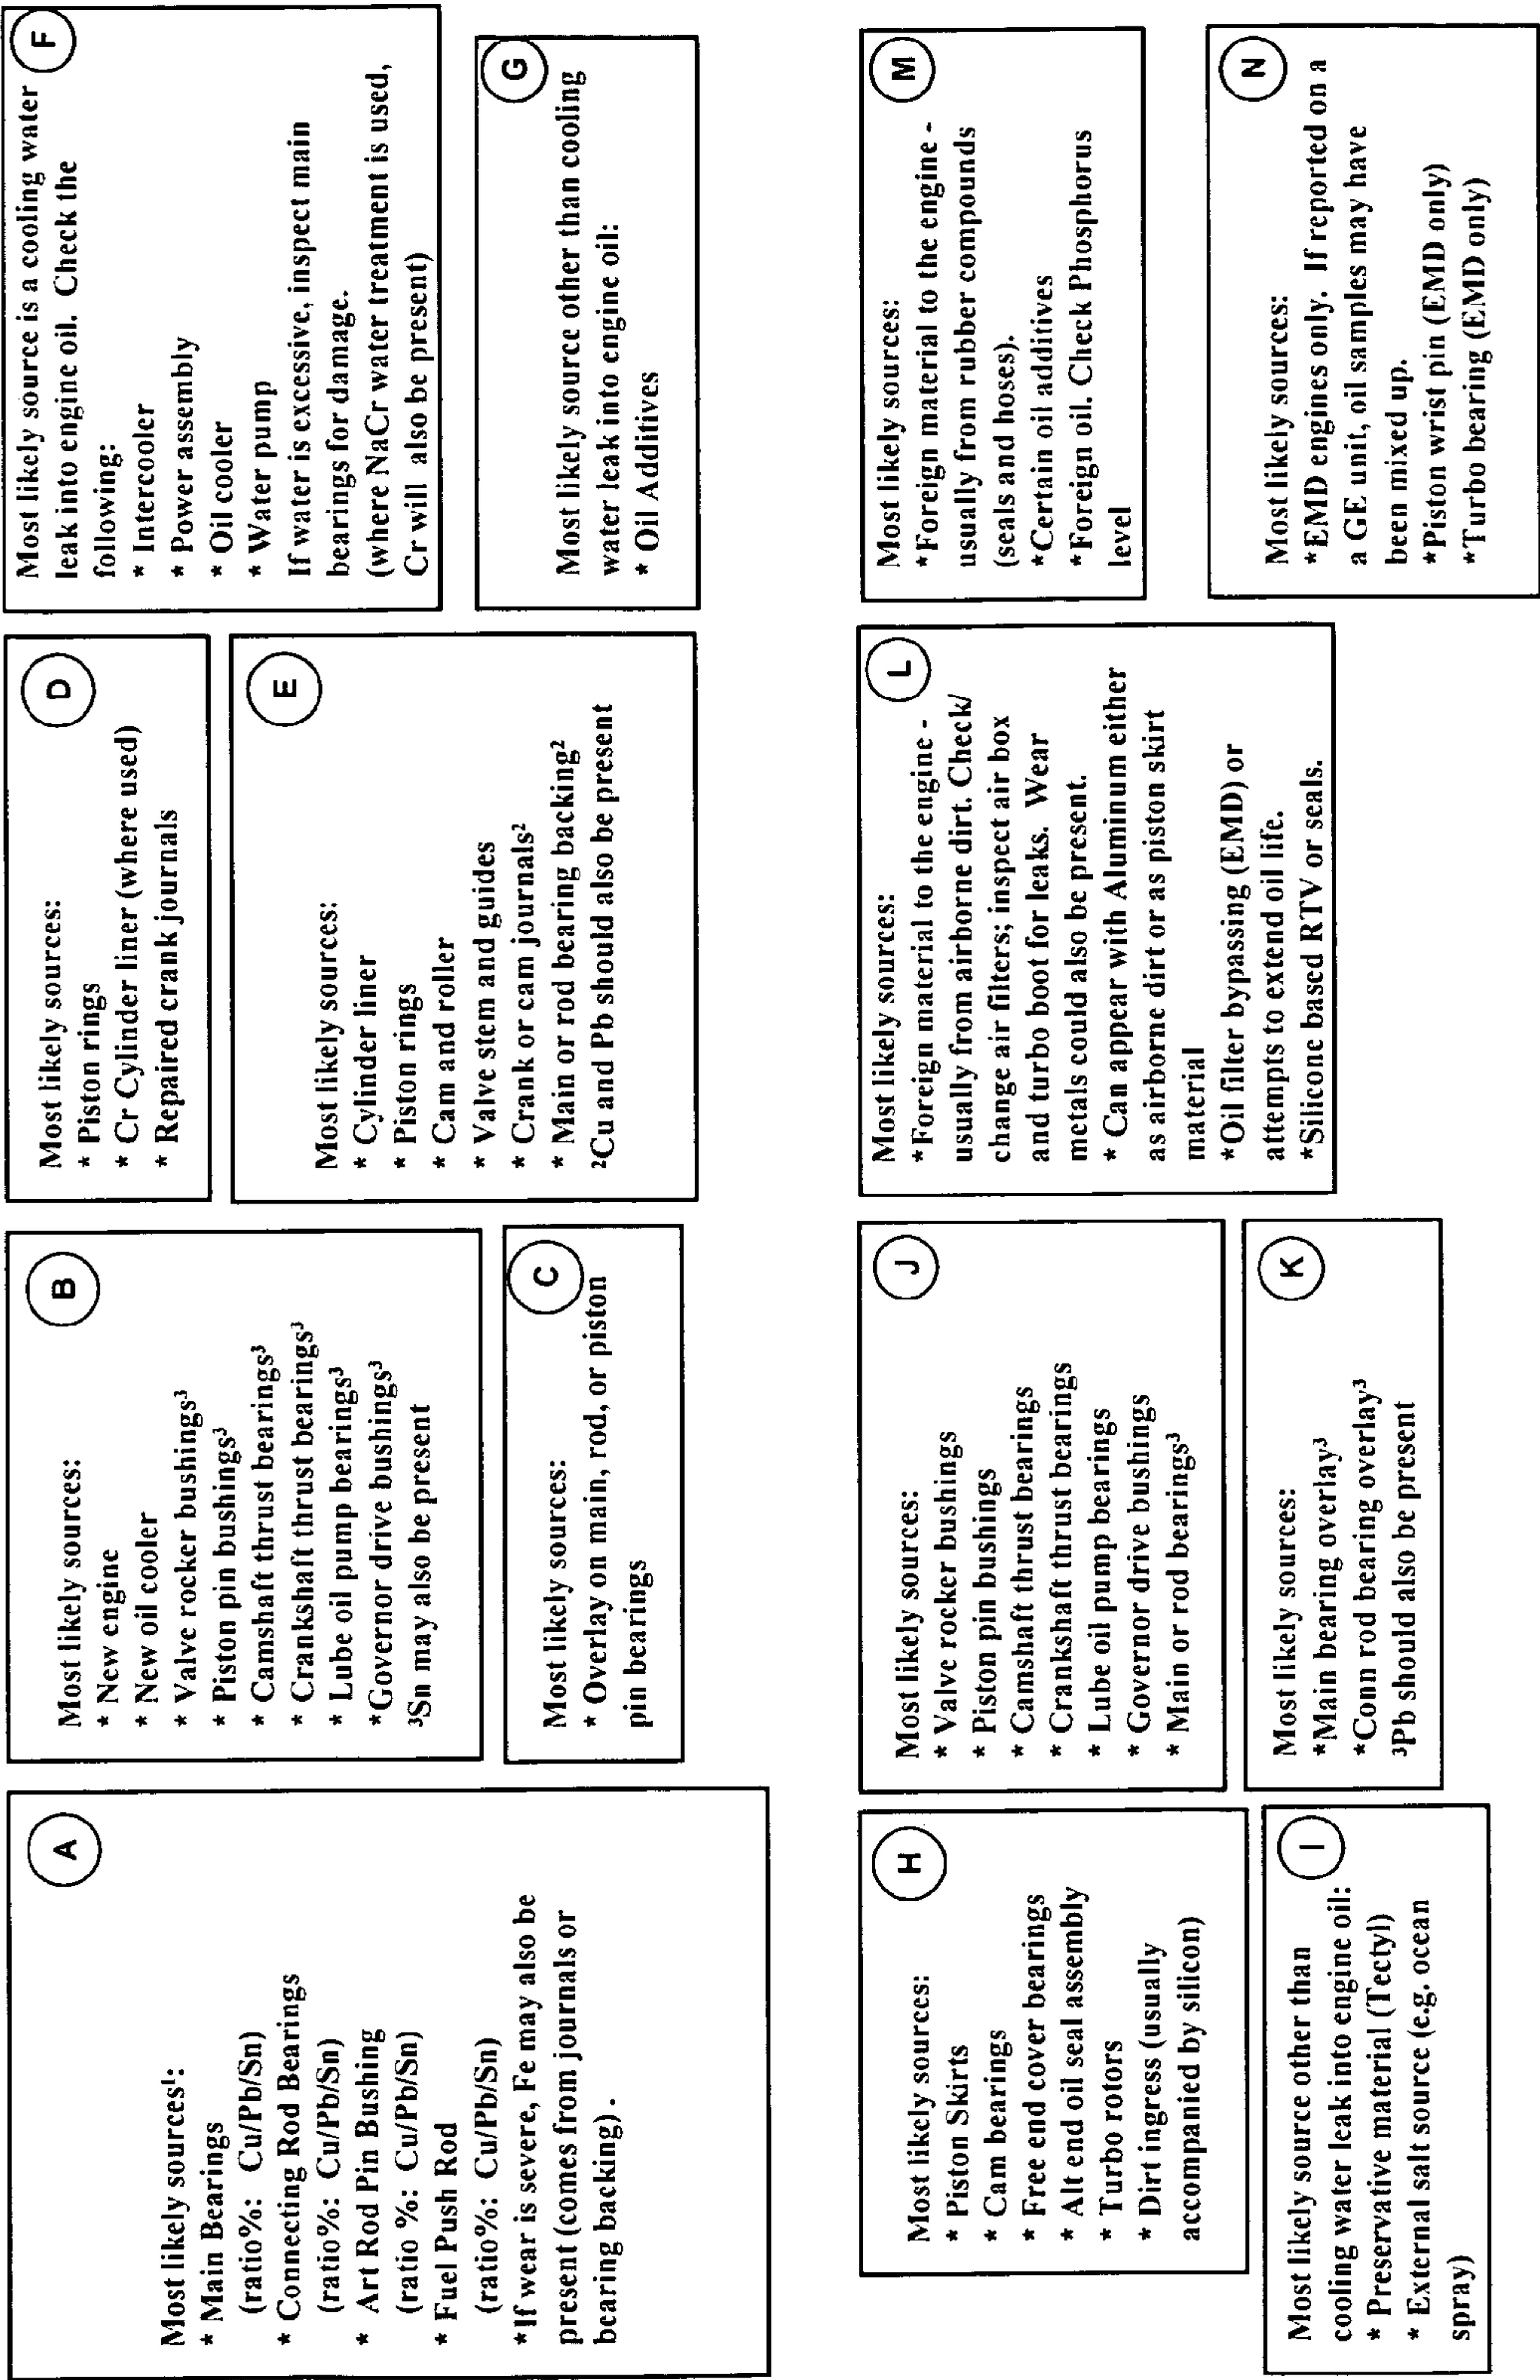 A
Most likely sources¹:
* Main Bearings
(ratio%: Cu/Pb/Sn)
* Connecting Rod Bearings
(ratio%: Cu/Pb/Sn)
* Art Rod Pin Bushing
(ratio %: Cu/Pb/Sn)
* Fuel Push Rod
(ratio%: Cu/Pb/Sn)
*If wear is severe, Fe may also be
present (comes from journals or
bearing backing).
B
Most likely sources:
* New engine
* New oil cooler
* Valve rocker bushings³
* Piston pin bushings³
* Camshaft thrust bearings³
* Crankshaft thrust bearings³
* Lube oil pump bearings³
*Governor drive bushings³
³Sn may also be present
C
Most likely sources:
* Overlay on main, rod, or piston
pin bearings
D
Most likely sources:
* Piston rings
* Cr Cylinder liner (where used)
* Repaired crank journals
E
Most likely sources:
* Cylinder liner
* Piston rings
* Cam and roller
* Valve stem and guides
* Crank or cam journals²
* Main or rod bearing backing²
²Cu and Pb should also be present
F
Most likely source is a cooling water
leak into engine oil. Check the
following:
* Intercooler
* Power assembly
* Oil cooler
* Water pump
If water is excessive, inspect main
bearings for damage.
(where NaCr water treatment is used,
Cr will also be present)
G
Most likely source other than cooling
water leak into engine oil:
* Oil Additives
H
Most likely sources:
* Piston Skirts
* Cam bearings
* Free end cover bearings
* Alt end oil seal assembly
* Turbo rotors
* Dirt ingress (usually
accompanied by silicon)
I
Most likely source other than
cooling water leak into engine oil:
* Preservative material (Tectyl)
* External salt source (e.g. ocean
spray)
J
Most likely sources:
* Valve rocker bushings
* Piston pin bushings
* Camshaft thrust bearings
* Crankshaft thrust bearings
* Lube oil pump bearings
* Governor drive bushings
* Main or rod bearings³
K
Most likely sources:
*Main bearing overlay³
*Conn rod bearing overlay³
³Pb should also be present
L
Most likely sources:
*Foreign material to the engine -
usually from airborne dirt. Check/
change air filters; inspect air box
and turbo boot for leaks. Wear
metals could also be present.
* Can appear with Aluminum either
as airborne dirt or as piston skirt
material
*Oil filter bypassing (EMD) or
attempts to extend oil life.
*Silicone based RTV or seals.
M
Most likely sources:
*Foreign material to the engine -
usually from rubber compounds
(seals and hoses).
*Certain oil additives
*Foreign oil. Check Phosphorus
level
N
Most likely sources:
*EMD engines only. If reported on a
a GE unit, oil samples may have
been mixed up.
*Piston wrist pin (EMD only)
*Turbo bearing (EMD only)